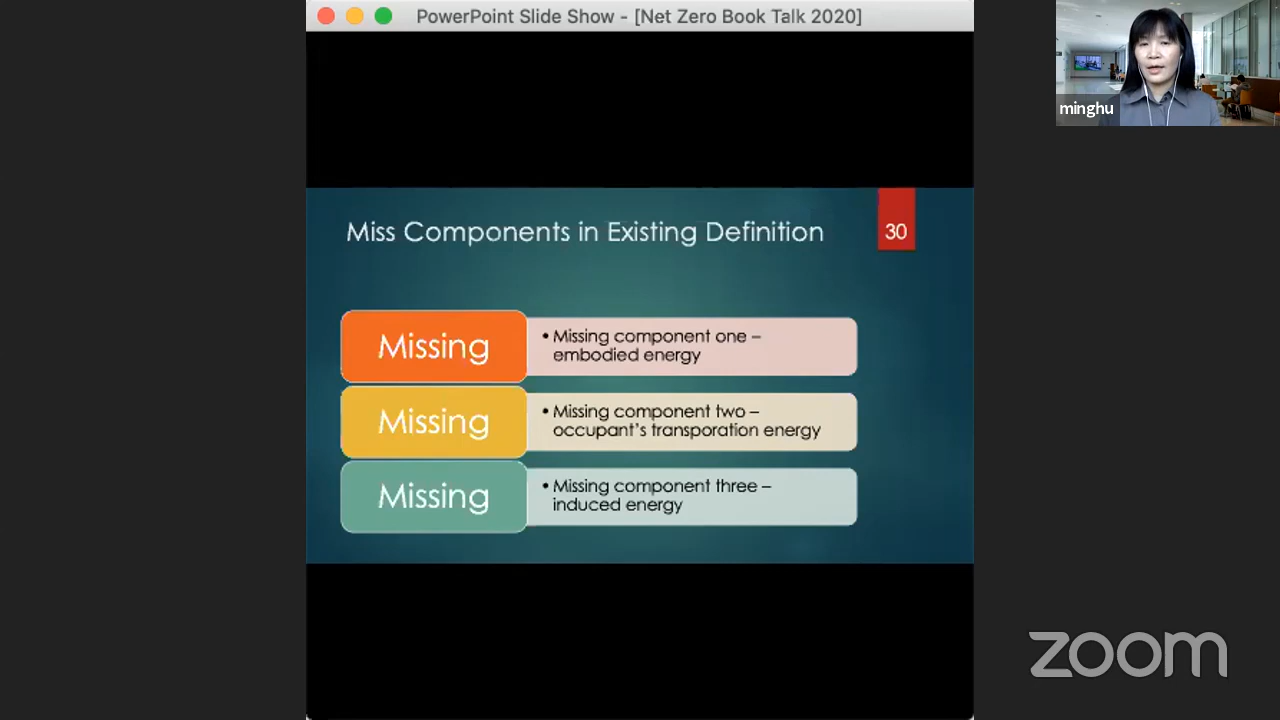 PowerPoint Slide Show - [Net Zero Book Talk 2020]
minghu
Miss Components in Existing Definition
30
Missing
• Missing component one –
embodied energy
Missing
• Missing component two –
occupant's transporation energy
Missing
• Missing component three –
induced energy
zoom